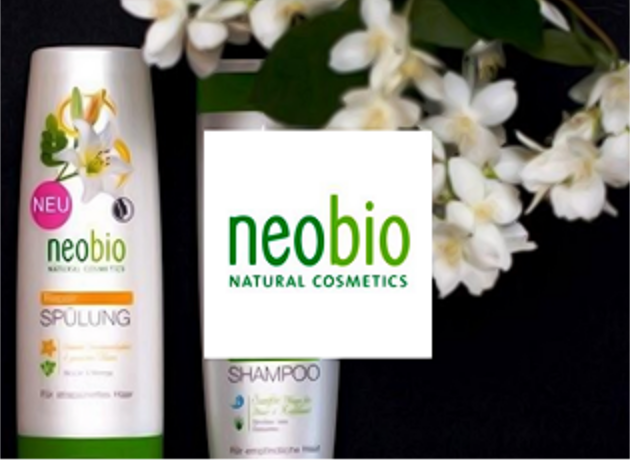 NEU
neobio
NATURAL COSMETICS
Repair
SPÜLUNG
Für strapaziertes Haar
neobio
NATURAL COSMETICS
SHAMPOO
Für empfindliche Haut